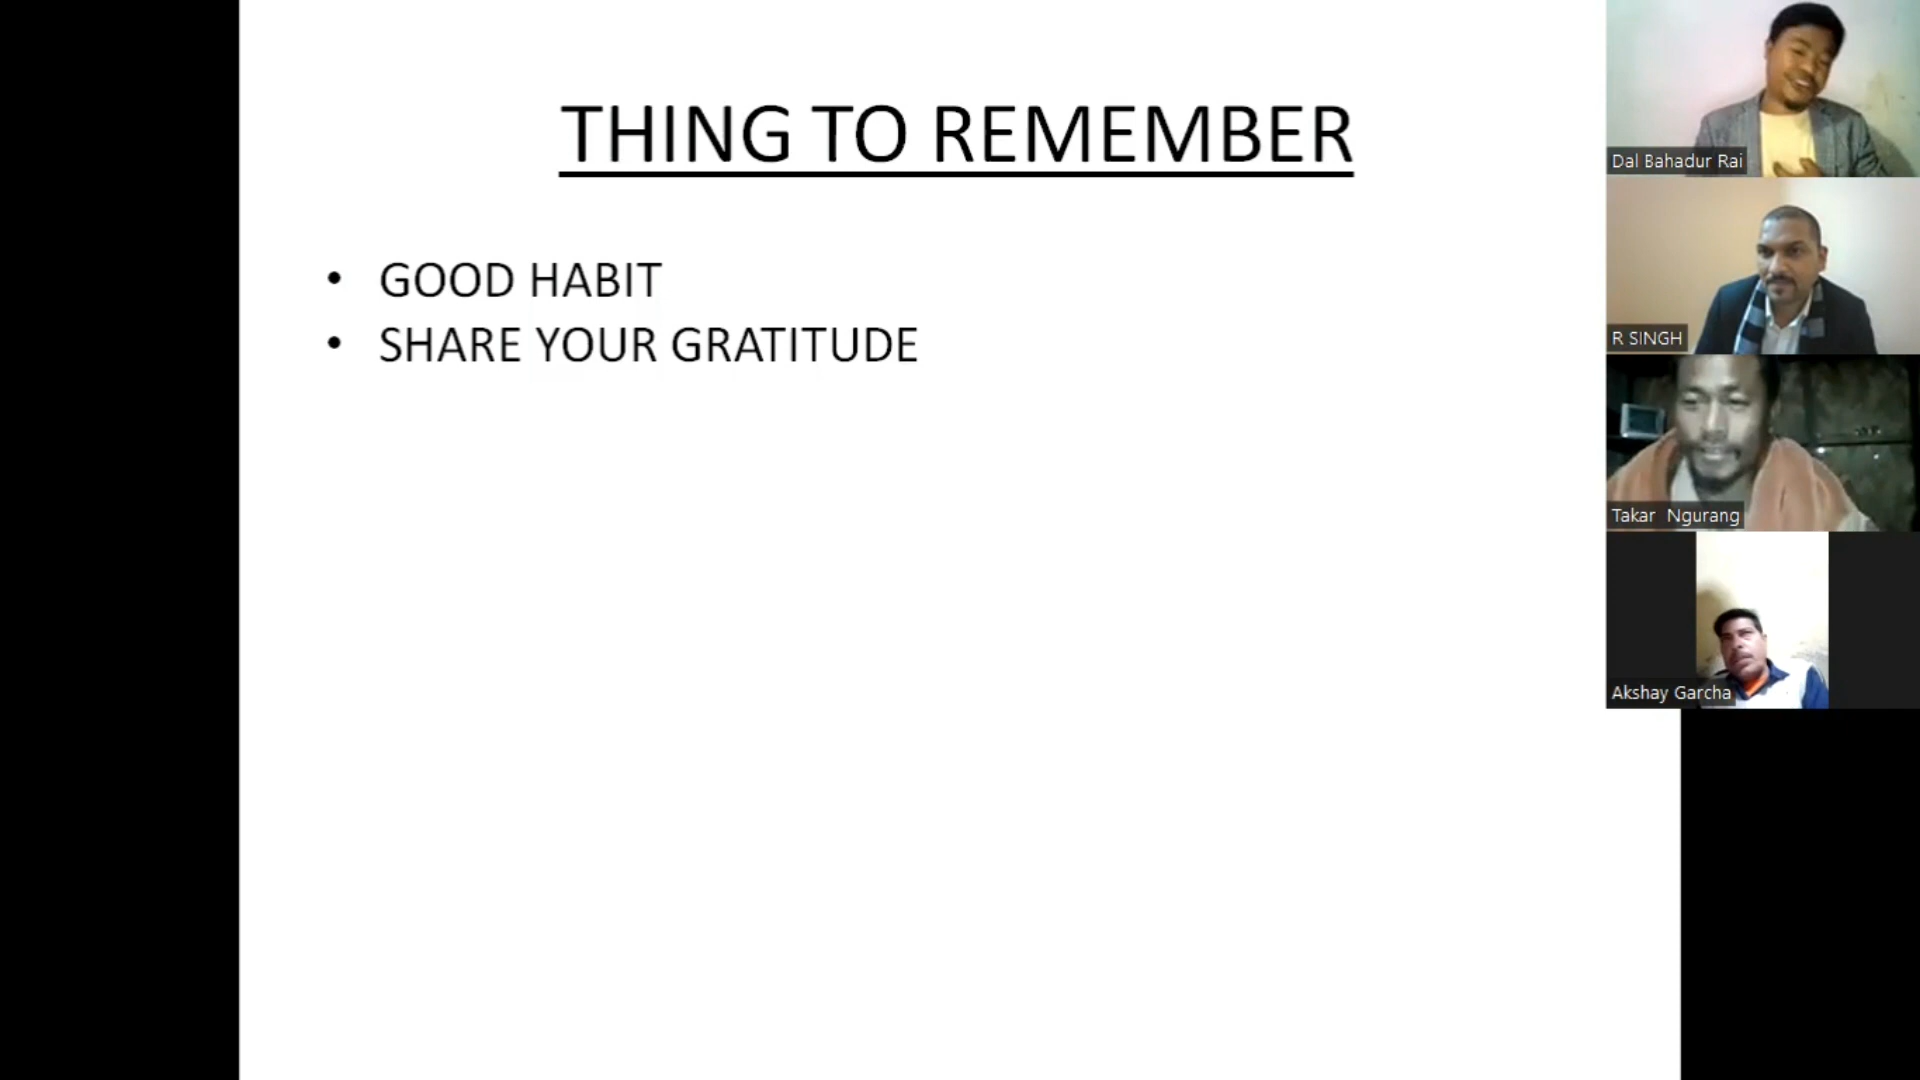 THING TO REMEMBER
• GOOD HABIT
• SHARE YOUR GRATITUDE
Dal Bahadur Rai
R SINGH
Takar Ngurang
Akshay Garcha